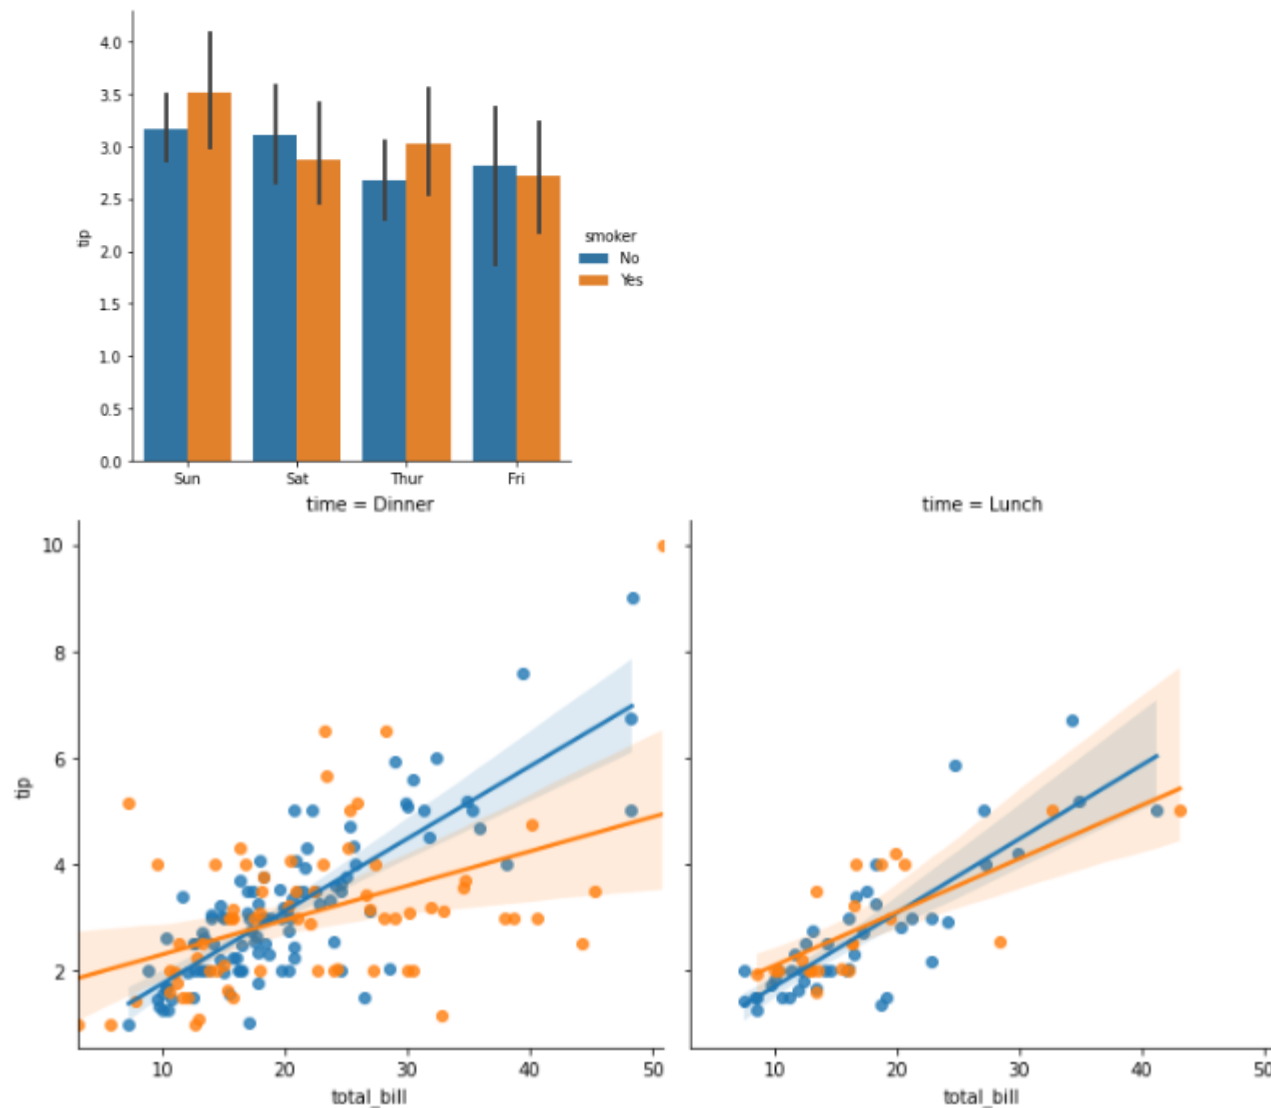 4.0
3.5
3.0
2.5
2.0
1.5
1.0
0.5
0.0
tip
Sun Sat Thur Fri
smoker
No
Yes
time = Dinner
time = Lunch
10
8
6
4
2
tip
10 20 30 40 50
total_bill
10 20 30 40 50
total_bill